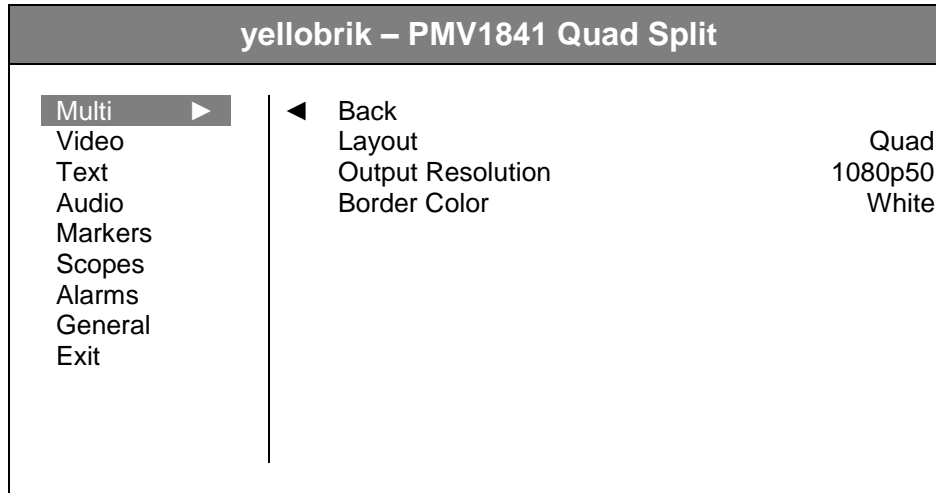 yellobrik – PMV1841 Quad Split
Multi ►
Video
Text
Audio
Markers
Scopes
Alarms
General
Exit
◄ Back
Layout Quad
Output Resolution 1080p50
Border Color White